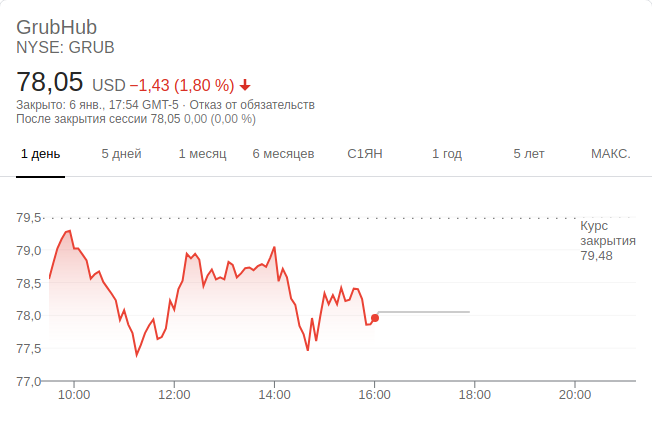 GrubHub
NYSE: GRUB
78,05 USD −1,43 (1,80 %)
Закрыто: 6 янв., 17:54 GMT-5 · Отказ от обязательств
После закрытия сессии 78,05 0,00 (0,00 %)
1 день 5 дней 1 месяц 6 месяцев С1ЯН 1 год 5 лет МАКС.
79,5
Курс
закрытия
79,48
79,0
78,5
78,0
77,5
77,0
10:00 12:00 14:00 16:00 18:00 20:00